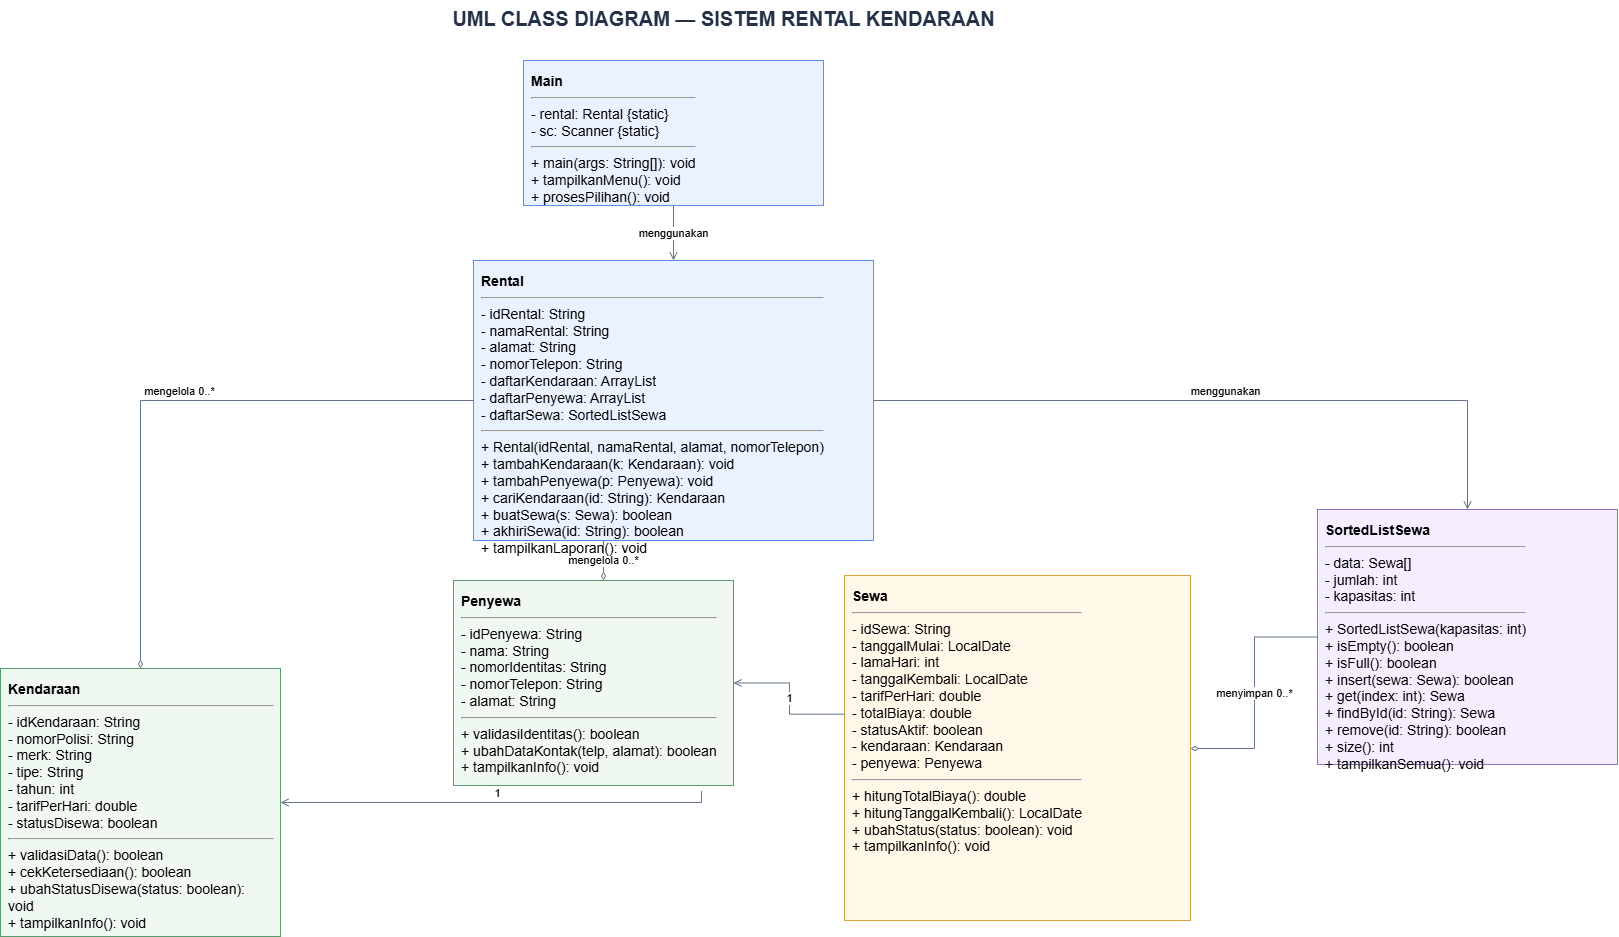 UML CLASS DIAGRAM — SISTEM RENTAL KENDARAAN
Main
- rental: Rental {static}
- sc: Scanner {static}
+ main(args: String[]): void
+ tampilkanMenu(): void
+ prosesPilihan(): void
menggunakan
Rental
- idRental: String
- namaRental: String
- alamat: String
- nomorTelepon: String
- daftarKendaraan: ArrayList
- daftarPenyewa: ArrayList
- daftarSewa: SortedListSewa
+ Rental(idRental, namaRental, alamat, nomorTelepon)
+ tambahKendaraan(k: Kendaraan): void
+ tambahPenyewa(p: Penyewa): void
+ cariKendaraan(id: String): Kendaraan
+ buatSewa(s: Sewa): boolean
+ akhiriSewa(id: String): boolean
+ tampilkanLaporan(): void
mengelola 0..*
menggunakan
mengelola 0..*
Penyewa
- idPenyewa: String
- nama: String
- nomorIdentitas: String
- nomorTelepon: String
- alamat: String
+ validasiIdentitas(): boolean
+ ubahDataKontak(telp, alamat): boolean
+ tampilkanInfo(): void
1
1
Kendaraan
- idKendaraan: String
- nomorPolisi: String
- merk: String
- tipe: String
- tahun: int
- tarifPerHari: double
- statusDisewa: boolean
+ validasiData(): boolean
+ cekKetersediaan(): boolean
+ ubahStatusDisewa(status: boolean):
void
+ tampilkanInfo(): void
Sewa
- idSewa: String
- tanggalMulai: LocalDate
- lamaHari: int
- tanggalKembali: LocalDate
- tarifPerHari: double
- totalBiaya: double
- statusAktif: boolean
- kendaraan: Kendaraan
- penyewa: Penyewa
+ hitungTotalBiaya(): double
+ hitungTanggalKembali(): LocalDate
+ ubahStatus(status: boolean): void
+ tampilkanInfo(): void
menyimpan 0..*
SortedListSewa
- data: Sewa[]
- jumlah: int
- kapasitas: int
+ SortedListSewa(kapasitas: int)
+ isEmpty(): boolean
+ isFull(): boolean
+ insert(sewa: Sewa): boolean
+ get(index: int): Sewa
+ findById(id: String): Sewa
+ remove(id: String): boolean
+ size(): int
+ tampilkanSemua(): void